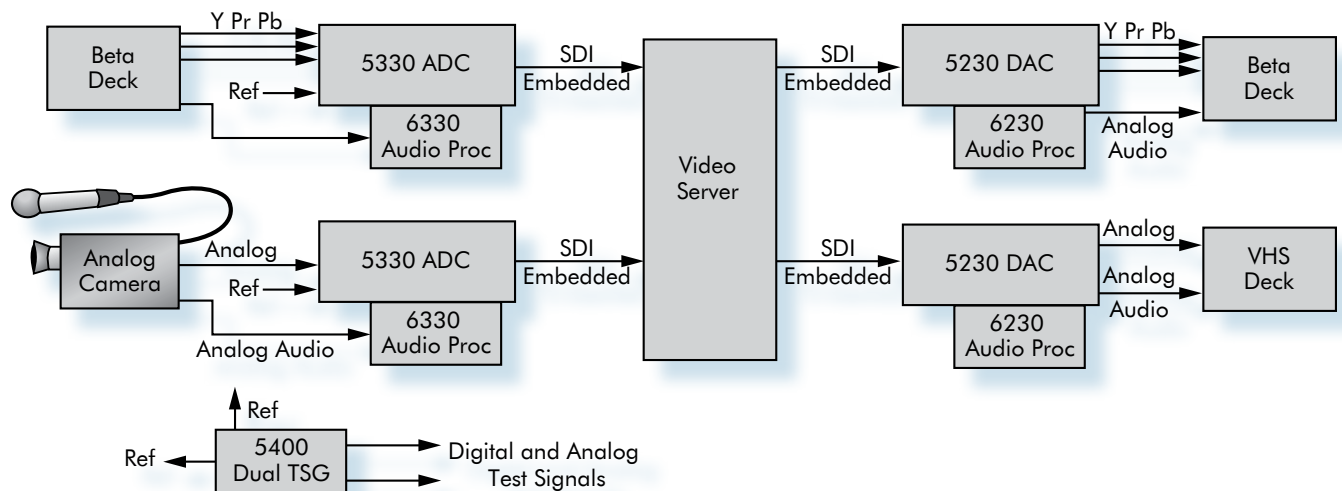 Y Pr Pb
Beta
Deck
5330 ADC
Ref
6330
Audio Proc
SDI
Embedded
Video
Server
SDI
Embedded
5230 DAC
6230
Audio Proc
Y Pr Pb
Analog
Audio
Beta
Deck
Analog
Camera
Analog
Ref
Analog Audio
5330 ADC
6330
Audio Proc
SDI
Embedded
SDI
Embedded
5230 DAC
6230
Audio Proc
Analog
Analog
Audio
VHS
Deck
Ref
Ref
5400
Dual TSG
Digital and Analog
Test Signals